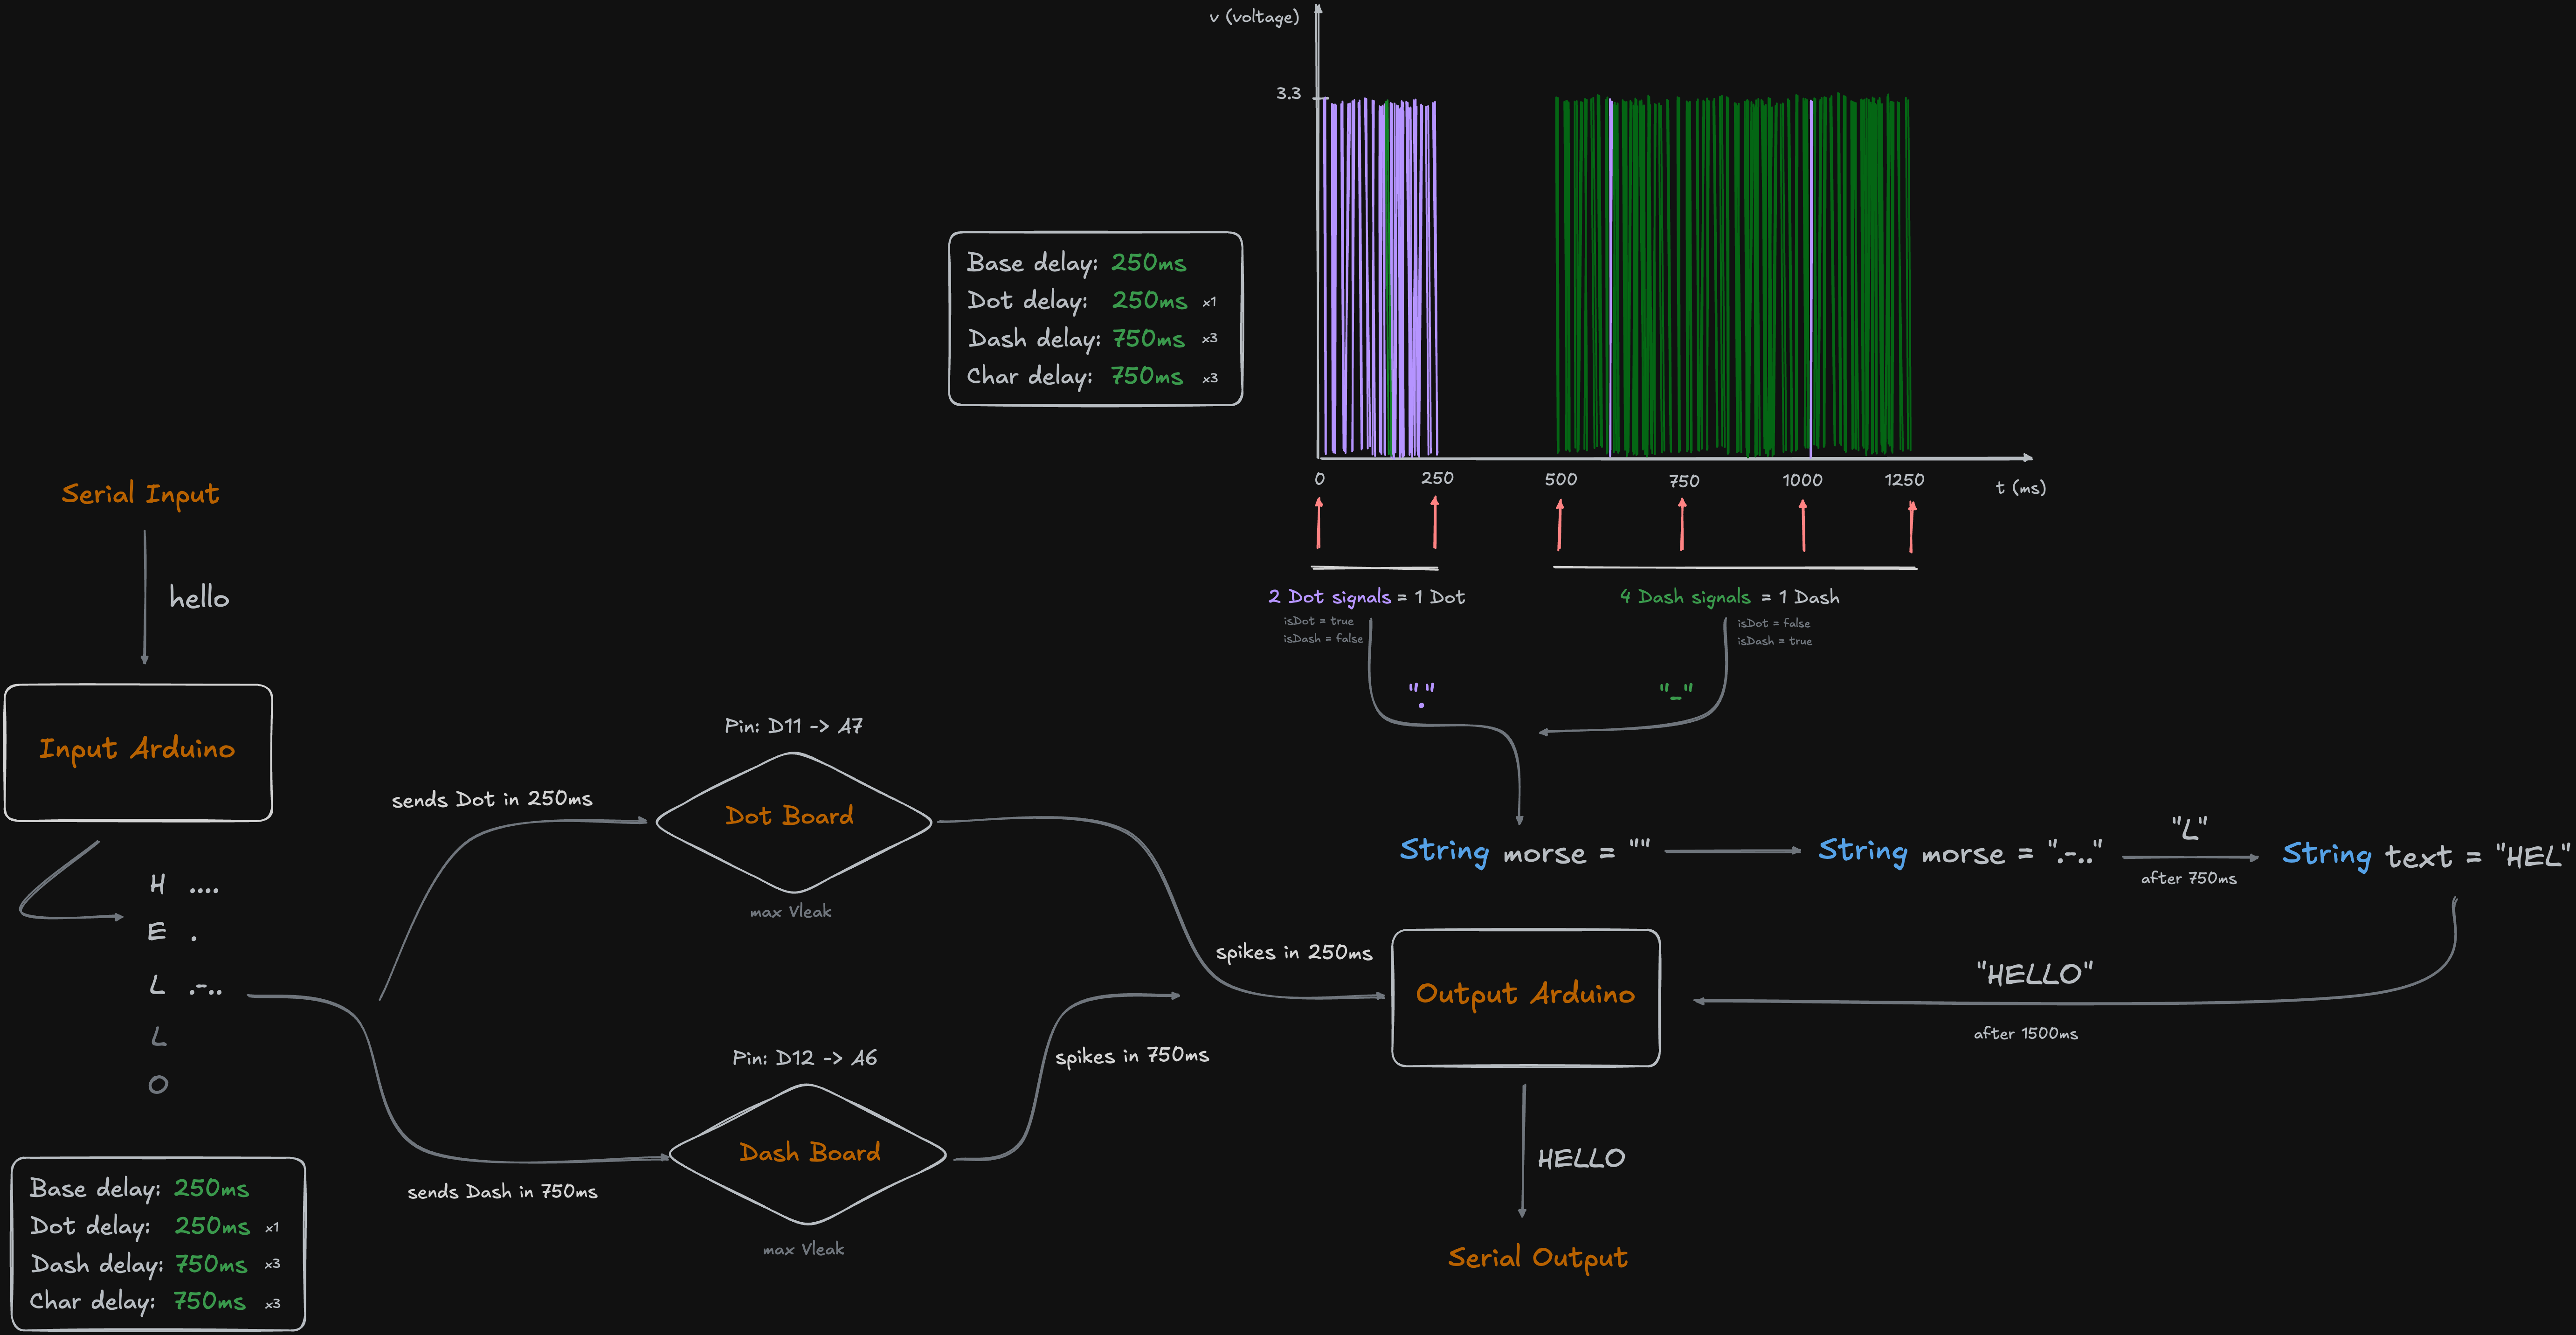 v (voltage)
3.3
Base delay: 250ms
Dot delay: 250ms x1
Dash delay: 750ms x3
Char delay: 750ms x3
0 250 500 750 1000 1250
t (ms)
2 Dot signals = 1 Dot
isDot = true
isDash = false
4 Dash signals = 1 Dash
isDot = false
isDash = true
"."
"-"
Serial Input
hello
Input Arduino
H ....
E .
L .-..
L
O
Base delay: 250ms
Dot delay: 250ms x1
Dash delay: 750ms x3
Char delay: 750ms x3
sends Dot in 250ms
Pin: D11 -> A7
Dot Board
max Vleak
sends Dash in 750ms
Pin: D12 -> A6
Dash Board
max Vleak
spikes in 250ms
spikes in 750ms
String morse = ""
String morse = ".-.."
"L"
after 750ms
String text = "HEL"
Output Arduino
"HELLO"
after 1500ms
HELLO
Serial Output